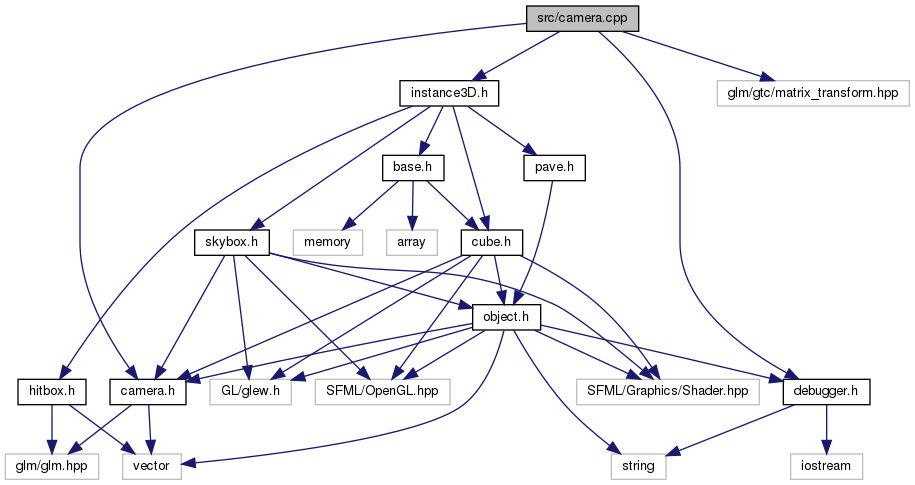 src/camera.cpp
instance3D.h
glm/gtc/matrix_transform.hpp
base.h
pave.h
skybox.h
memory
array
cube.h
object.h
hitbox.h
camera.h
GL/glew.h
SFML/OpenGL.hpp
SFML/Graphics/Shader.hpp
debugger.h
glm/glm.hpp
vector
string
iostream